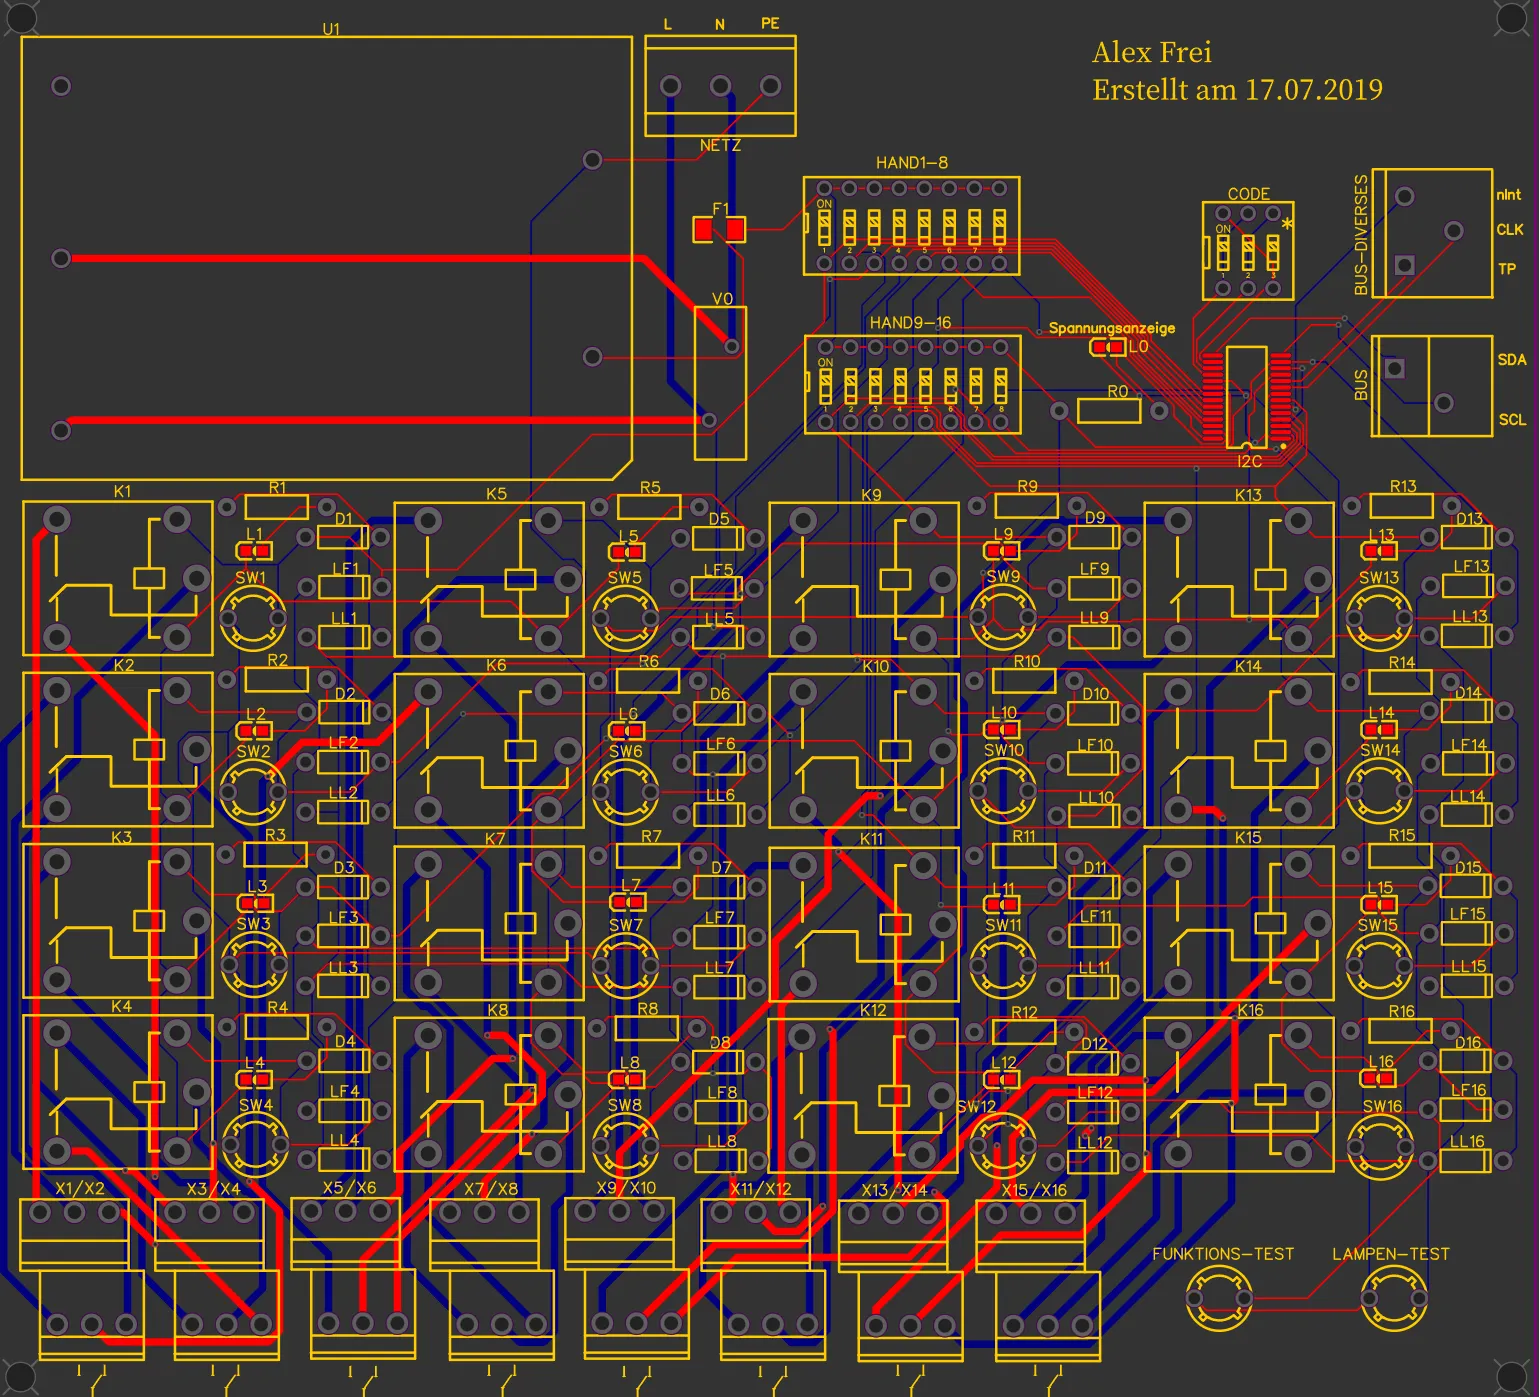 U1
L N PE
NETZ
Alex Frei
Erstellt am 17.07.2019
F1
V0
HAND1-8
ON
1 2 3 4 5 6 7 8
HAND9-16
ON
1 2 3 4 5 6 7 8
CODE
ON
*
1 2 3
BUS-DIVERSES
nInt
CLK
TP
Spannungsanzeige
L0
R0
I2C
BUS
SDA
SCL
K1 R1 K5 R5 K9 R9 K13 R13
L1 D1 L5 D5 L9 D9 L13 D13
SW1 LF1 SW5 LF5 SW9 LF9 SW13 LF13
LL1 LL5 LL9 LL13
K2 R2 K6 R6 K10 R10 K14 R14
L2 D2 L6 D6 L10 D10 L14 D14
SW2 LF2 SW6 LF6 SW10 LF10 SW14 LF14
LL2 LL6 LL10 LL14
K3 R3 K7 R7 K11 R11 K15 R15
L3 D3 L7 D7 L11 D11 L15 D15
SW3 LF3 SW7 LF7 SW11 LF11 SW15 LF15
LL3 LL7 LL11 LL15
K4 R4 K8 R8 K12 R12 K16 R16
L4 D4 L8 D8 L12 D12 L16 D16
SW4 LF4 SW8 LF8 SW12 LF12 SW16 LF16
LL4 LL8 LL12 LL16
X1/X2 X3/X4 X5/X6 X7/X8 X9/X10 X11/X12 X13/X14 X15/X16
FUNKTIONS-TEST LAMPEN-TEST